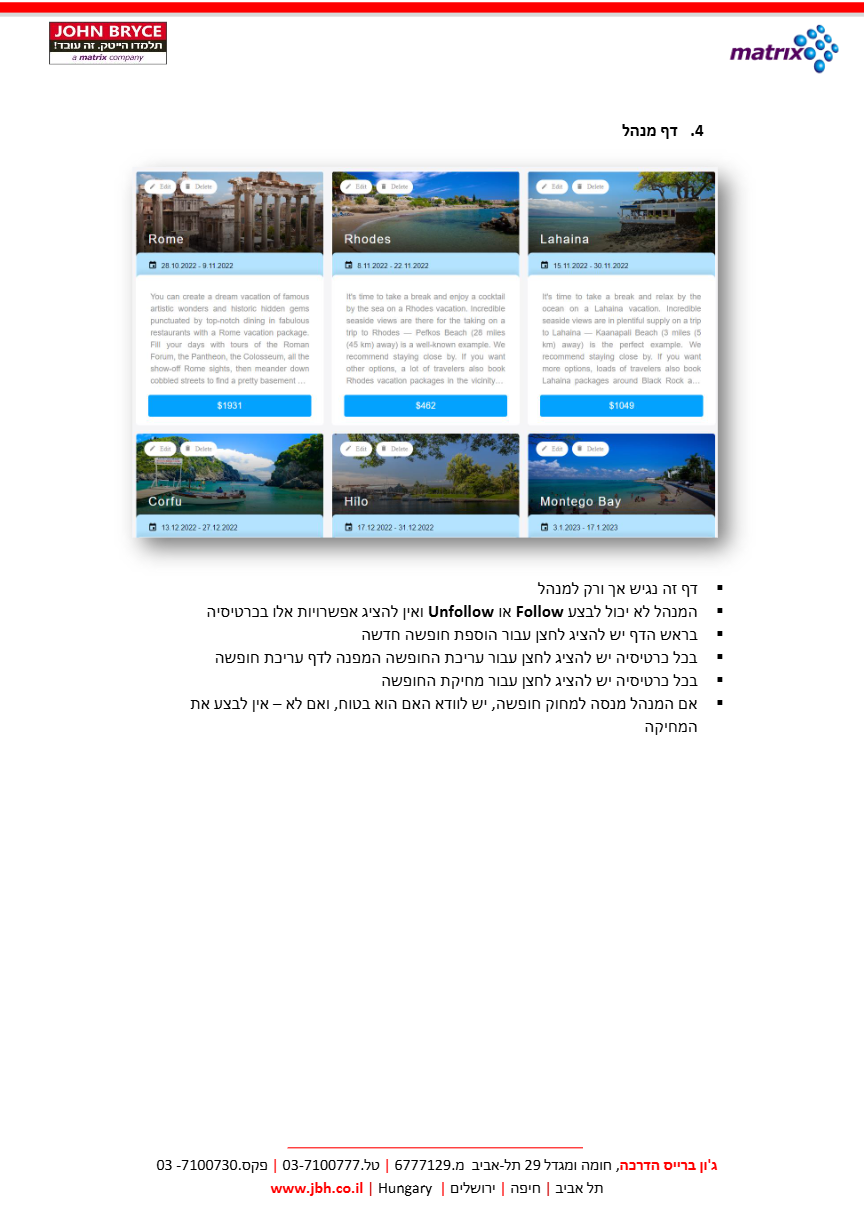 JOHN BRYCE
תלמדו הייטק. זה עובד!
a matrix company
matrix
4. דף מנהל
Edit Delete
Rome
28.10.2022 - 9.11.2022
You can create a dream vacation of famous
artistic wonders and historic hidden gems
punctuated by top-notch dining in fabulous
restaurants with a Rome vacation package.
Fill your days with tours of the Roman
Forum, the Pantheon, the Colosseum, all the
show-off Rome sights, then meander down
cobbled streets to find a pretty basement ...
$1931
Edit Delete
Rhodes
8.11.2022 - 22.11.2022
It's time to take a break and enjoy a cocktail
by the sea on a Rhodes vacation. Incredible
seaside views are there for the taking on a
trip to Rhodes — Pefkos Beach (28 miles
(45 km) away) is a well-known example. We
recommend staying close by. If you want
other options, a lot of travelers also book
Rhodes vacation packages in the vicinity...
$462
Edit Delete
Lahaina
15.11.2022 - 30.11.2022
It's time to take a break and relax by the
ocean on a Lahaina vacation. Incredible
seaside views are in plentiful supply on a trip
to Lahaina — Kaanapali Beach (3 miles (5
km) away) is the perfect example. We
recommend staying close by. If you want
more options, loads of travelers also book
Lahaina packages around Black Rock a...
$1049
Edit Delete
Corfu
13.12.2022 - 27.12.2022
Edit Delete
Hilo
17.12.2022 - 31.12.2022
Edit Delete
Montego Bay
3.1.2023 - 17.1.2023
▪ דף זה נגיש אך ורק למנהל
▪ המנהל לא יכול לבצע Follow או Unfollow ואין להציג אפשרויות אלו בכרטיסיה
▪ בראש הדף יש להציג לחצן עבור הוספת חופשה חדשה
▪ בכל כרטיסיה יש להציג לחצן עבור עריכת החופשה המפנה לדף עריכת חופשה
▪ בכל כרטיסיה יש להציג לחצן עבור מחיקת החופשה
▪ אם המנהל מנסה למחוק חופשה, יש לוודא האם הוא בטוח, ואם לא – אין לבצע את
המחיקה
ג'ון ברייס הדרכה, חומה ומגדל 29 תל-אביב מ.6777129 | טל.03-7100777 | פקס.7100730- 03
תל אביב | חיפה | ירושלים | Hungary | www.jbh.co.il